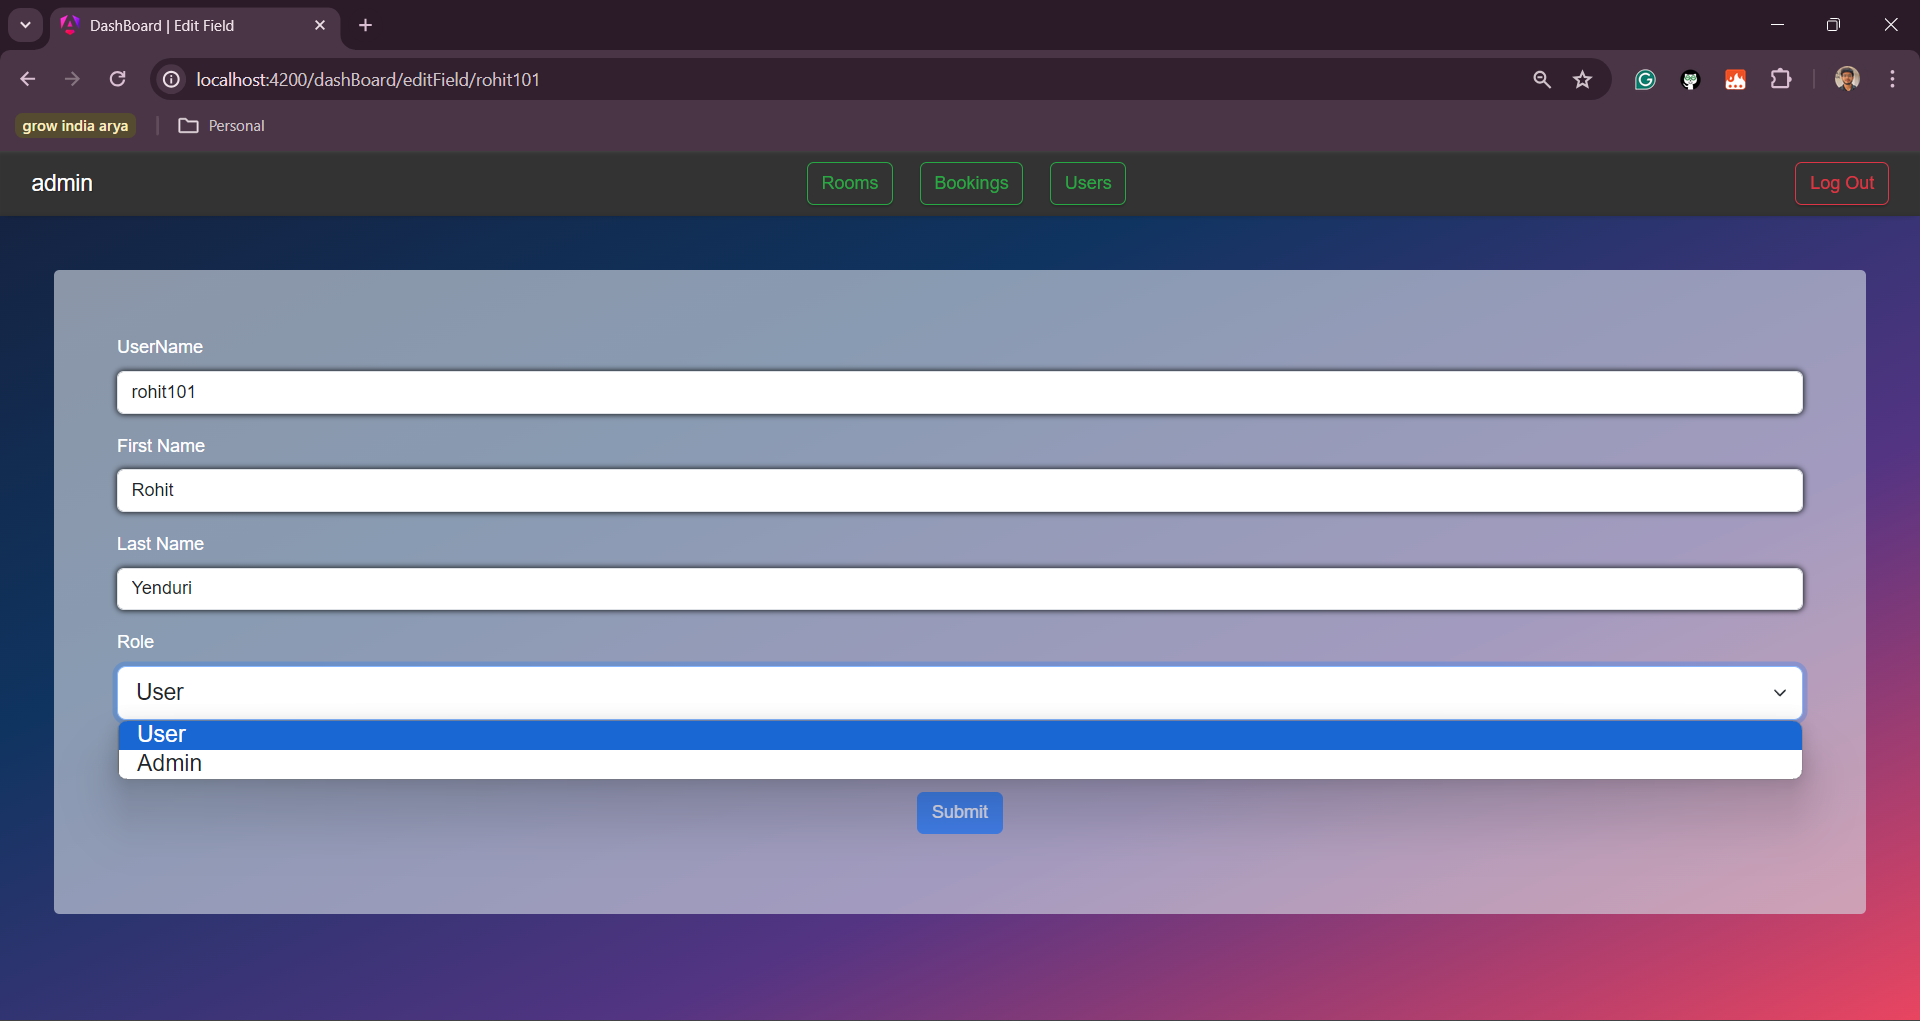 DashBoard | Edit Field
localhost:4200/dashBoard/editField/rohit101
grow india arya
Personal
admin
Rooms
Bookings
Users
Log Out
UserName
rohit101
First Name
Rohit
Last Name
Yenduri
Role
User
User
Admin
Submit